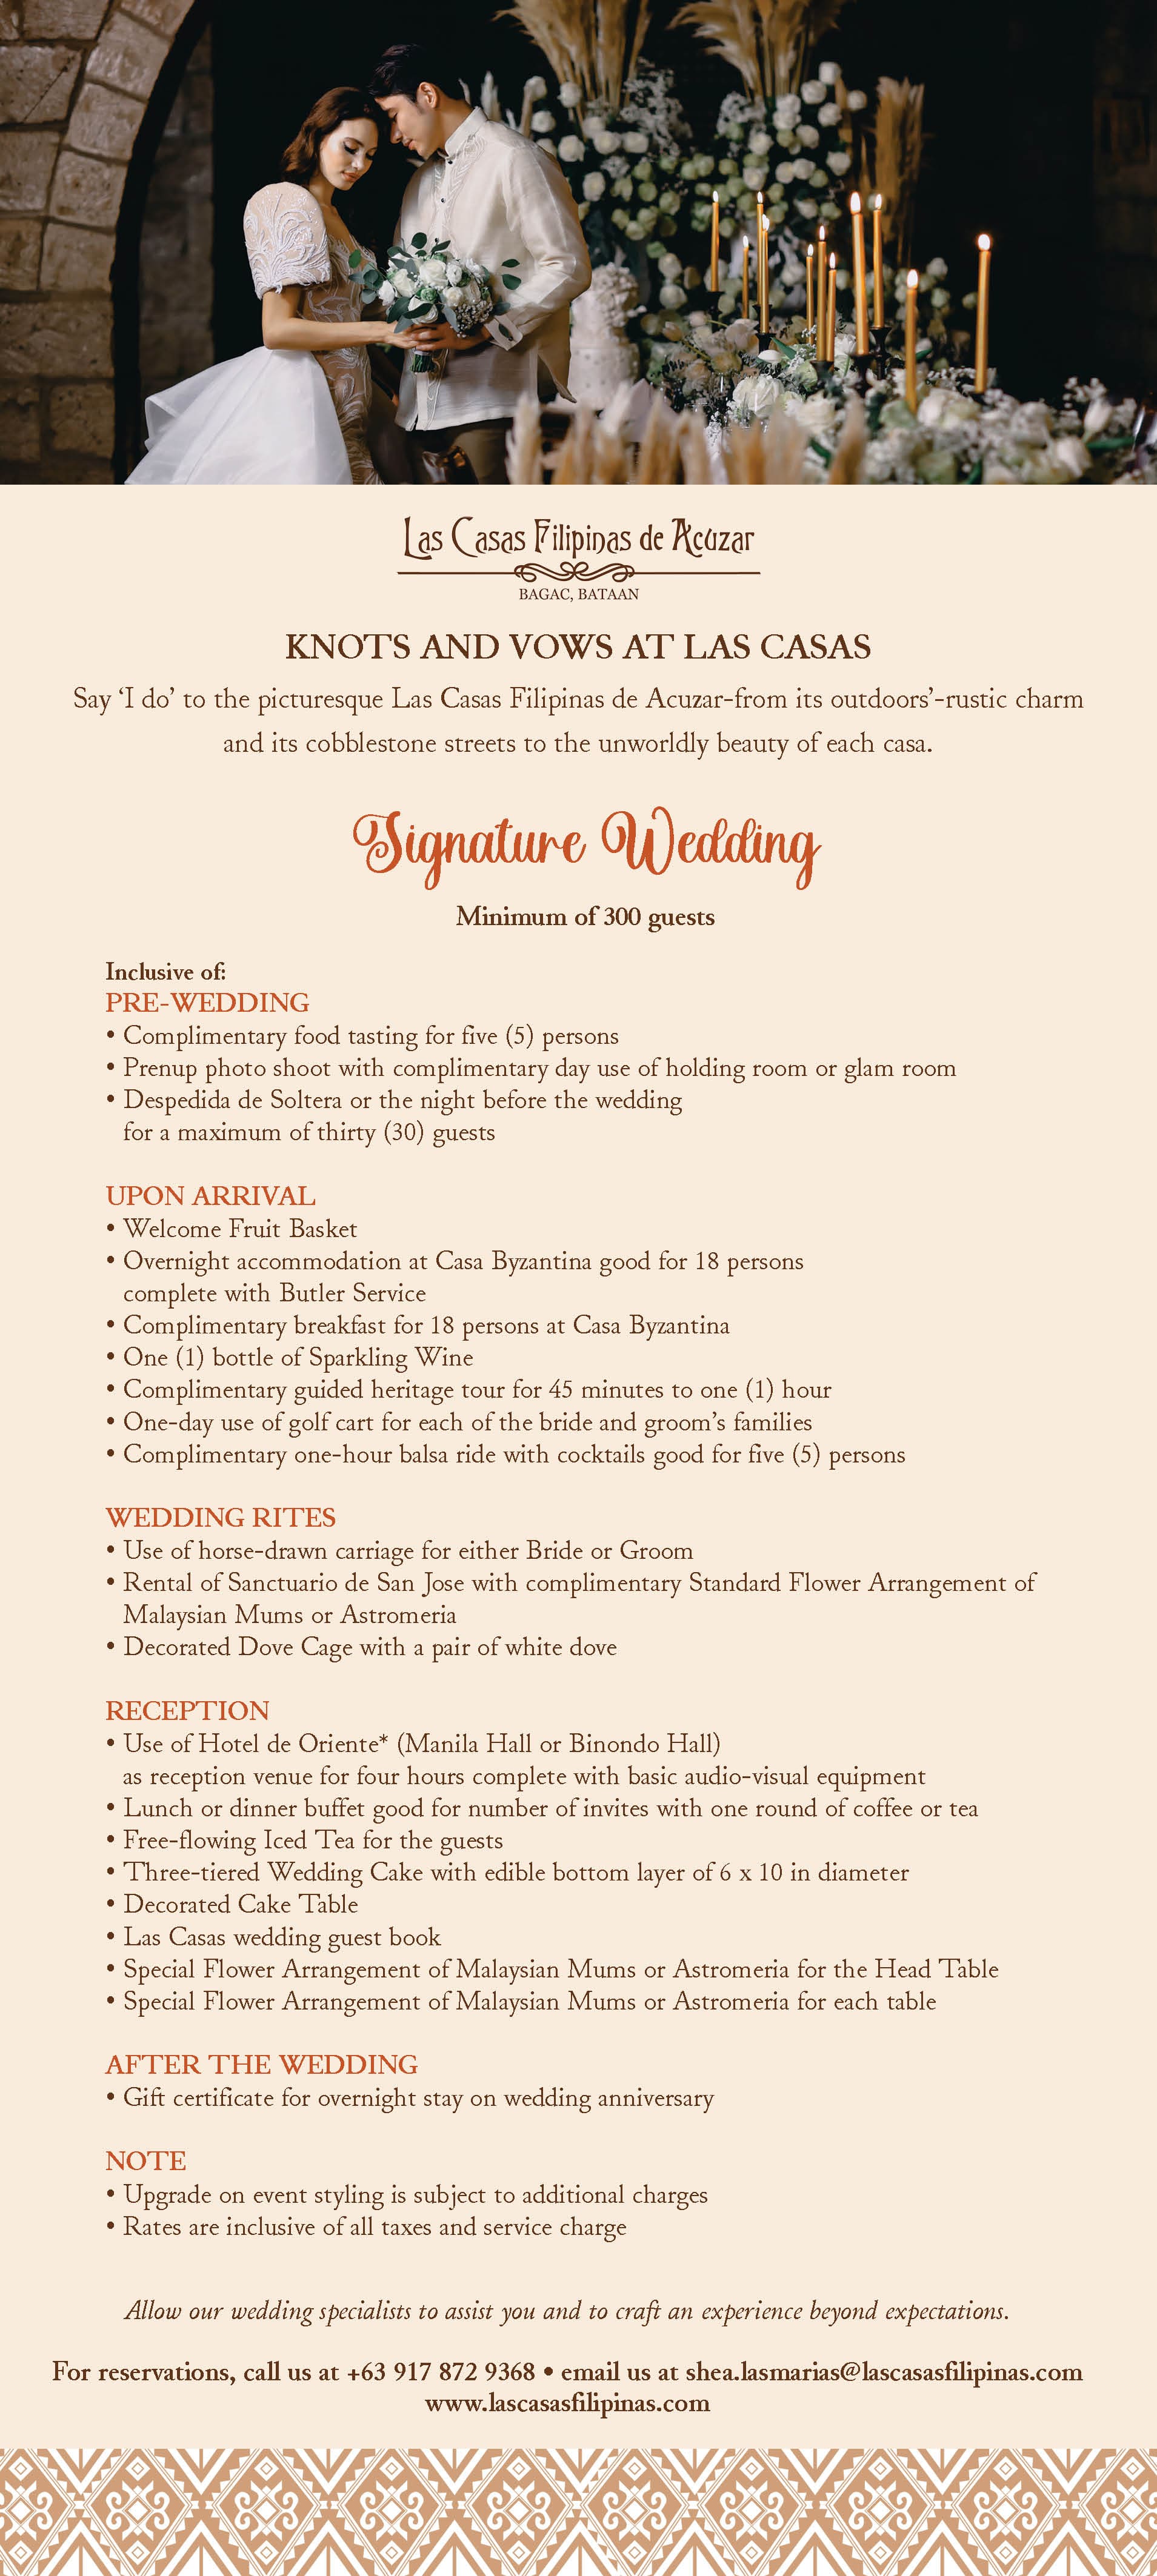 Las Casas Filipinas de Acuzar
BAGAC, BATAAN
KNOTS AND VOWS AT LAS CASAS
Say ‘I do’ to the picturesque Las Casas Filipinas de Acuzar-from its outdoors’-rustic charm
and its cobblestone streets to the unworldly beauty of each casa.
Signature Wedding
Minimum of 300 guests
Inclusive of:
PRE-WEDDING
• Complimentary food tasting for five (5) persons
• Prenup photo shoot with complimentary day use of holding room or glam room
• Despedida de Soltera or the night before the wedding
for a maximum of thirty (30) guests
UPON ARRIVAL
• Welcome Fruit Basket
• Overnight accommodation at Casa Byzantina good for 18 persons
complete with Butler Service
• Complimentary breakfast for 18 persons at Casa Byzantina
• One (1) bottle of Sparkling Wine
• Complimentary guided heritage tour for 45 minutes to one (1) hour
• One-day use of golf cart for each of the bride and groom’s families
• Complimentary one-hour balsa ride with cocktails good for five (5) persons
WEDDING RITES
• Use of horse-drawn carriage for either Bride or Groom
• Rental of Sanctuario de San Jose with complimentary Standard Flower Arrangement of
Malaysian Mums or Astromeria
• Decorated Dove Cage with a pair of white dove
RECEPTION
• Use of Hotel de Oriente* (Manila Hall or Binondo Hall)
as reception venue for four hours complete with basic audio-visual equipment
• Lunch or dinner buffet good for number of invites with one round of coffee or tea
• Free-flowing Iced Tea for the guests
• Three-tiered Wedding Cake with edible bottom layer of 6 x 10 in diameter
• Decorated Cake Table
• Las Casas wedding guest book
• Special Flower Arrangement of Malaysian Mums or Astromeria for the Head Table
• Special Flower Arrangement of Malaysian Mums or Astromeria for each table
AFTER THE WEDDING
• Gift certificate for overnight stay on wedding anniversary
NOTE
• Upgrade on event styling is subject to additional charges
• Rates are inclusive of all taxes and service charge
Allow our wedding specialists to assist you and to craft an experience beyond expectations.
For reservations, call us at +63 917 872 9368 • email us at shea.lasmarias@lascasasfilipinas.com
www.lascasasfilipinas.com